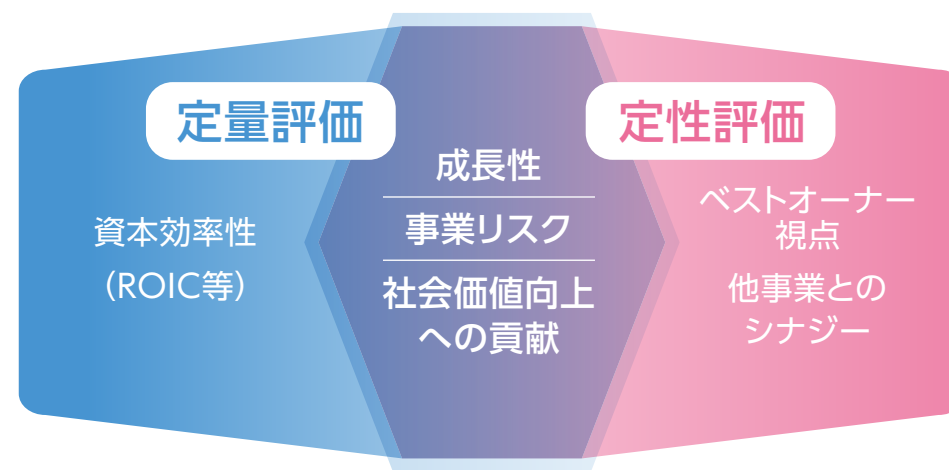 定量評価
資本効率性
（ROIC等）
成長性
事業リスク
社会価値向上
への貢献
定性評価
ベストオーナー
視点
他事業との
シナジー